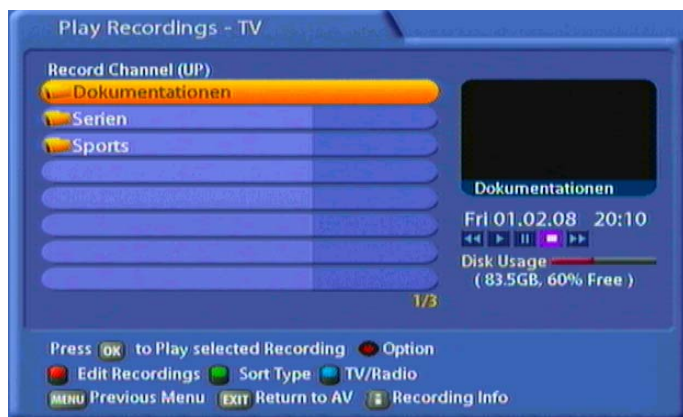 Play Recordings - TV
Record Channel (UP)
Dokumentationen
Serien
Sports
1/3
Dokumentationen
Fri 01.02.08 20:10
Disk Usage
( 83.5GB, 60% Free )
Press OK to Play selected Recording Option
Edit Recordings Sort Type TV/Radio
MENU Previous Menu EXIT Return to AV i Recording Info